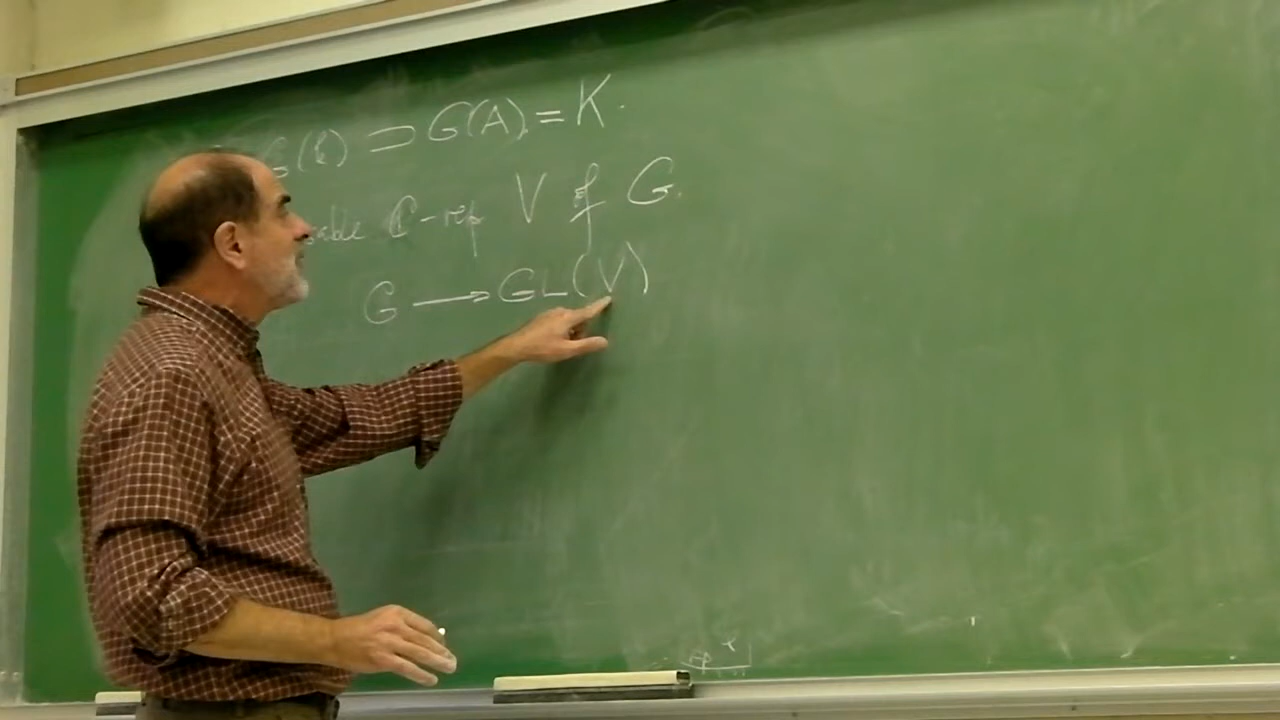 ⊃ G(A) = K.
ℂ-rep V of G.
G → GL(V)